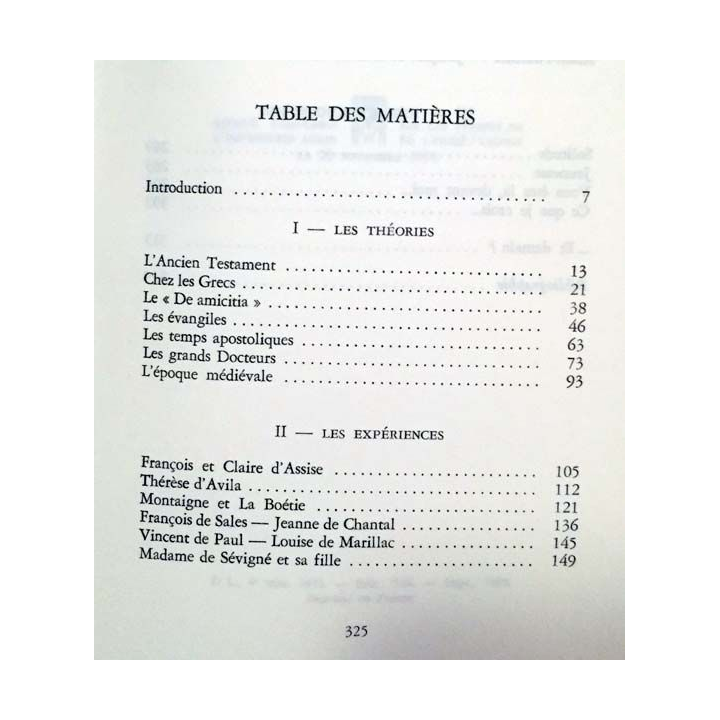 TABLE DES MATIÈRES
Introduction ........................................ 7
I — LES THÉORIES
L'Ancien Testament ................................ 13
Chez les Grecs ................................ 21
Le « De amicitia » ................................ 38
Les évangiles ................................ 46
Les temps apostoliques ................................ 63
Les grands Docteurs ................................ 73
L'époque médiévale ................................ 93
II — LES EXPÉRIENCES
François et Claire d'Assise ........................ 105
Thérèse d'Avila ................................ 112
Montaigne et La Boétie ........................ 121
François de Sales — Jeanne de Chantal ................ 136
Vincent de Paul — Louise de Marillac ................ 145
Madame de Sévigné et sa fille ........................ 149
325